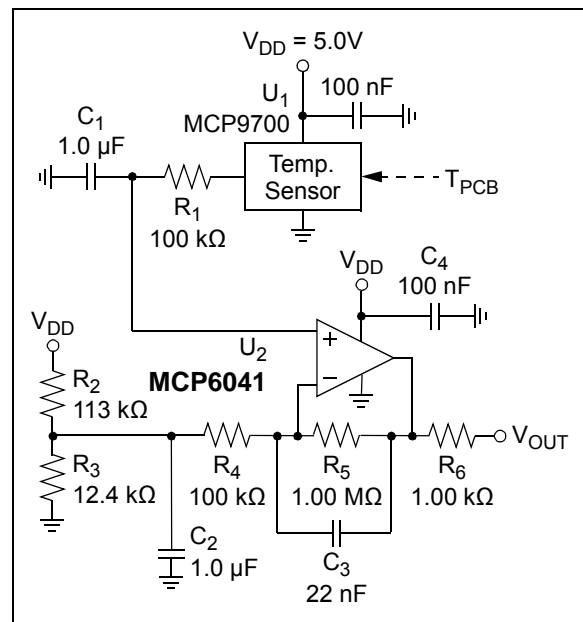 V_DD = 5.0V
U_1
MCP9700
100 nF
C_1
1.0 µF
R_1
100 kΩ
Temp.
Sensor
T_PCB
V_DD
C_4
100 nF
V_DD
U_2
MCP6041
+
−
R_2
113 kΩ
R_3
12.4 kΩ
R_4
100 kΩ
R_5
1.00 MΩ
R_6
1.00 kΩ
V_OUT
C_2
1.0 µF
C_3
22 nF